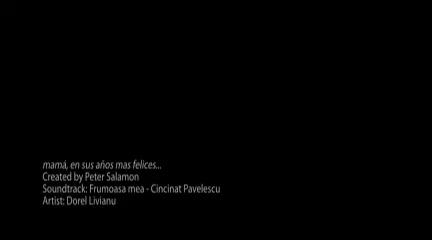 mamá, en sus años mas felices...
Created by Peter Salamon
Soundtrack: Frumoasa mea - Cincinat Pavelescu
Artist: Dorel Livianu